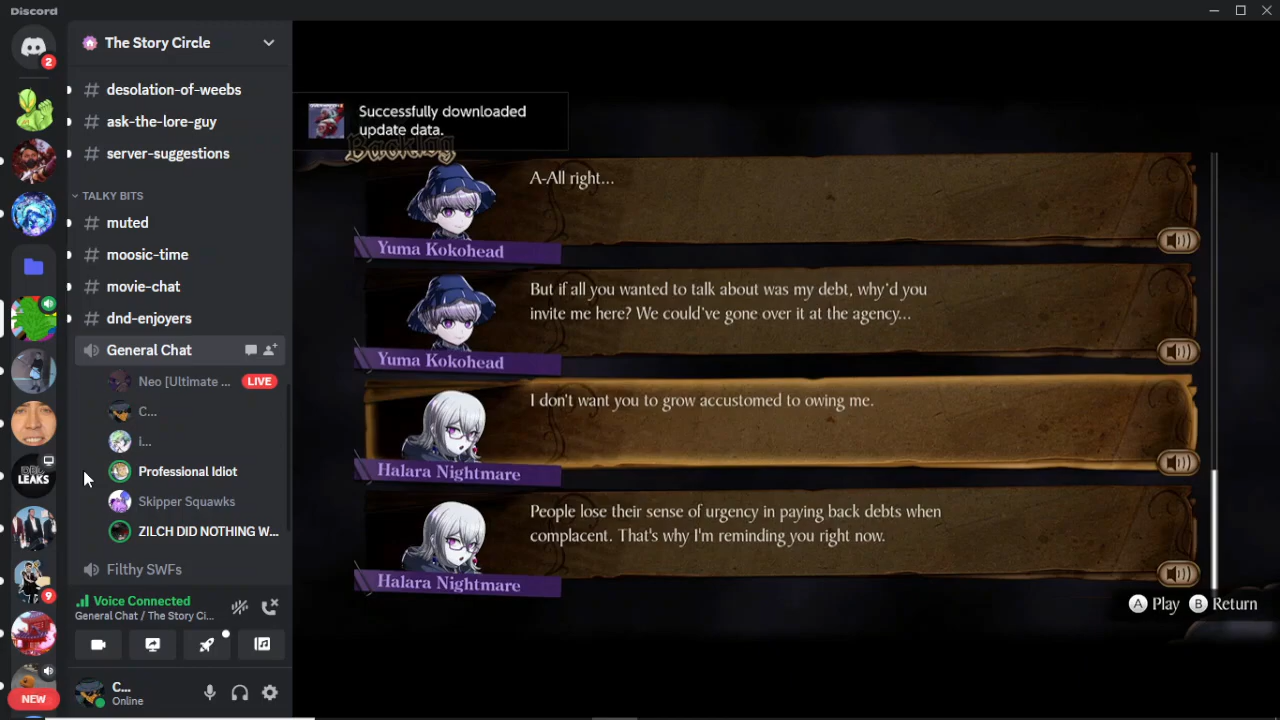 Discord
2
The Story Circle
# desolation-of-weebs
# ask-the-lore-guy
# server-suggestions
TALKY BITS
# muted
# moosic-time
# movie-chat
# dnd-enjoyers
General Chat
Neo [Ultimate ... LIVE
C...
i...
Professional Idiot
Skipper Squawks
ZILCH DID NOTHING W...
Filthy SWFs
LEAKS
9
NEW
Voice Connected
General Chat / The Story Ci...
C...
Online
Successfully downloaded
update data.
Backlog
A-All right...
Yuma Kokohead
But if all you wanted to talk about was my debt, why'd you
invite me here? We could've gone over it at the agency...
Yuma Kokohead
I don't want you to grow accustomed to owing me.
Halara Nightmare
People lose their sense of urgency in paying back debts when
complacent. That's why I'm reminding you right now.
Halara Nightmare
A Play B Return